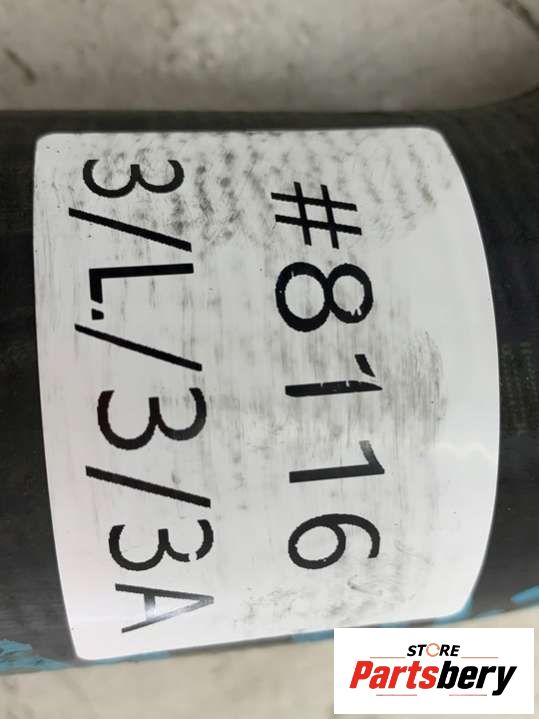 #8116
3/L./3/3A
STORE
Partsbery